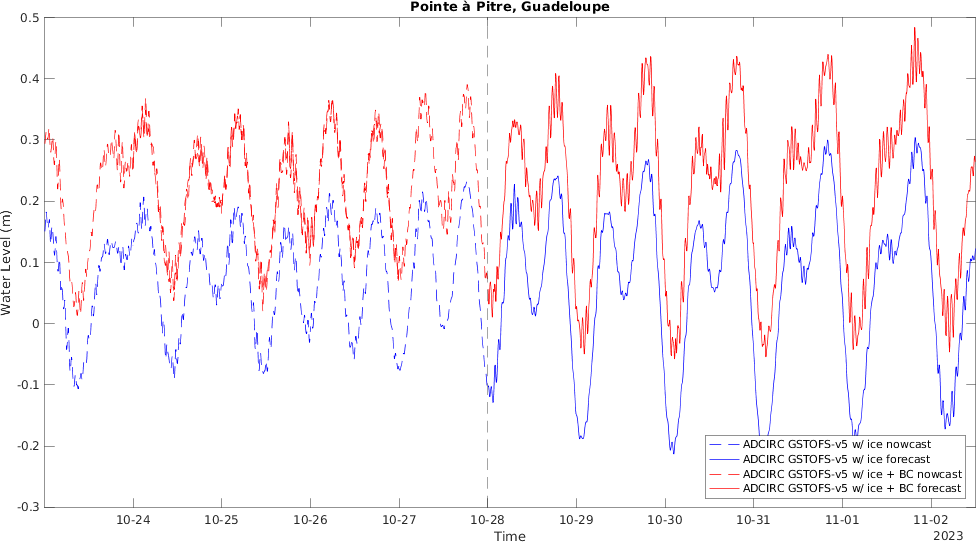 Pointe à Pitre, Guadeloupe
0.5
0.4
0.3
0.2
0.1
0
-0.1
-0.2
-0.3
Water Level (m)
10-24 10-25 10-26 10-27 10-28 10-29 10-30 10-31 11-01 11-02
Time
2023
ADCIRC GSTOFS-v5 w/ ice nowcast
ADCIRC GSTOFS-v5 w/ ice forecast
ADCIRC GSTOFS-v5 w/ ice + BC nowcast
ADCIRC GSTOFS-v5 w/ ice + BC forecast